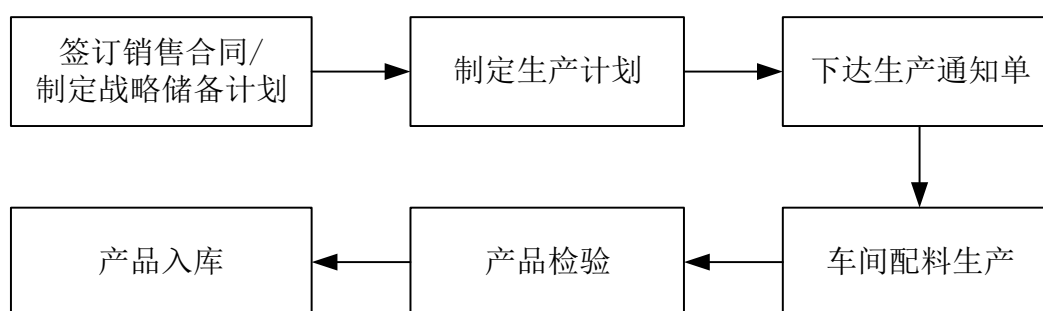 签订销售合同/
制定战略储备计划
制定生产计划
下达生产通知单
车间配料生产
产品检验
产品入库